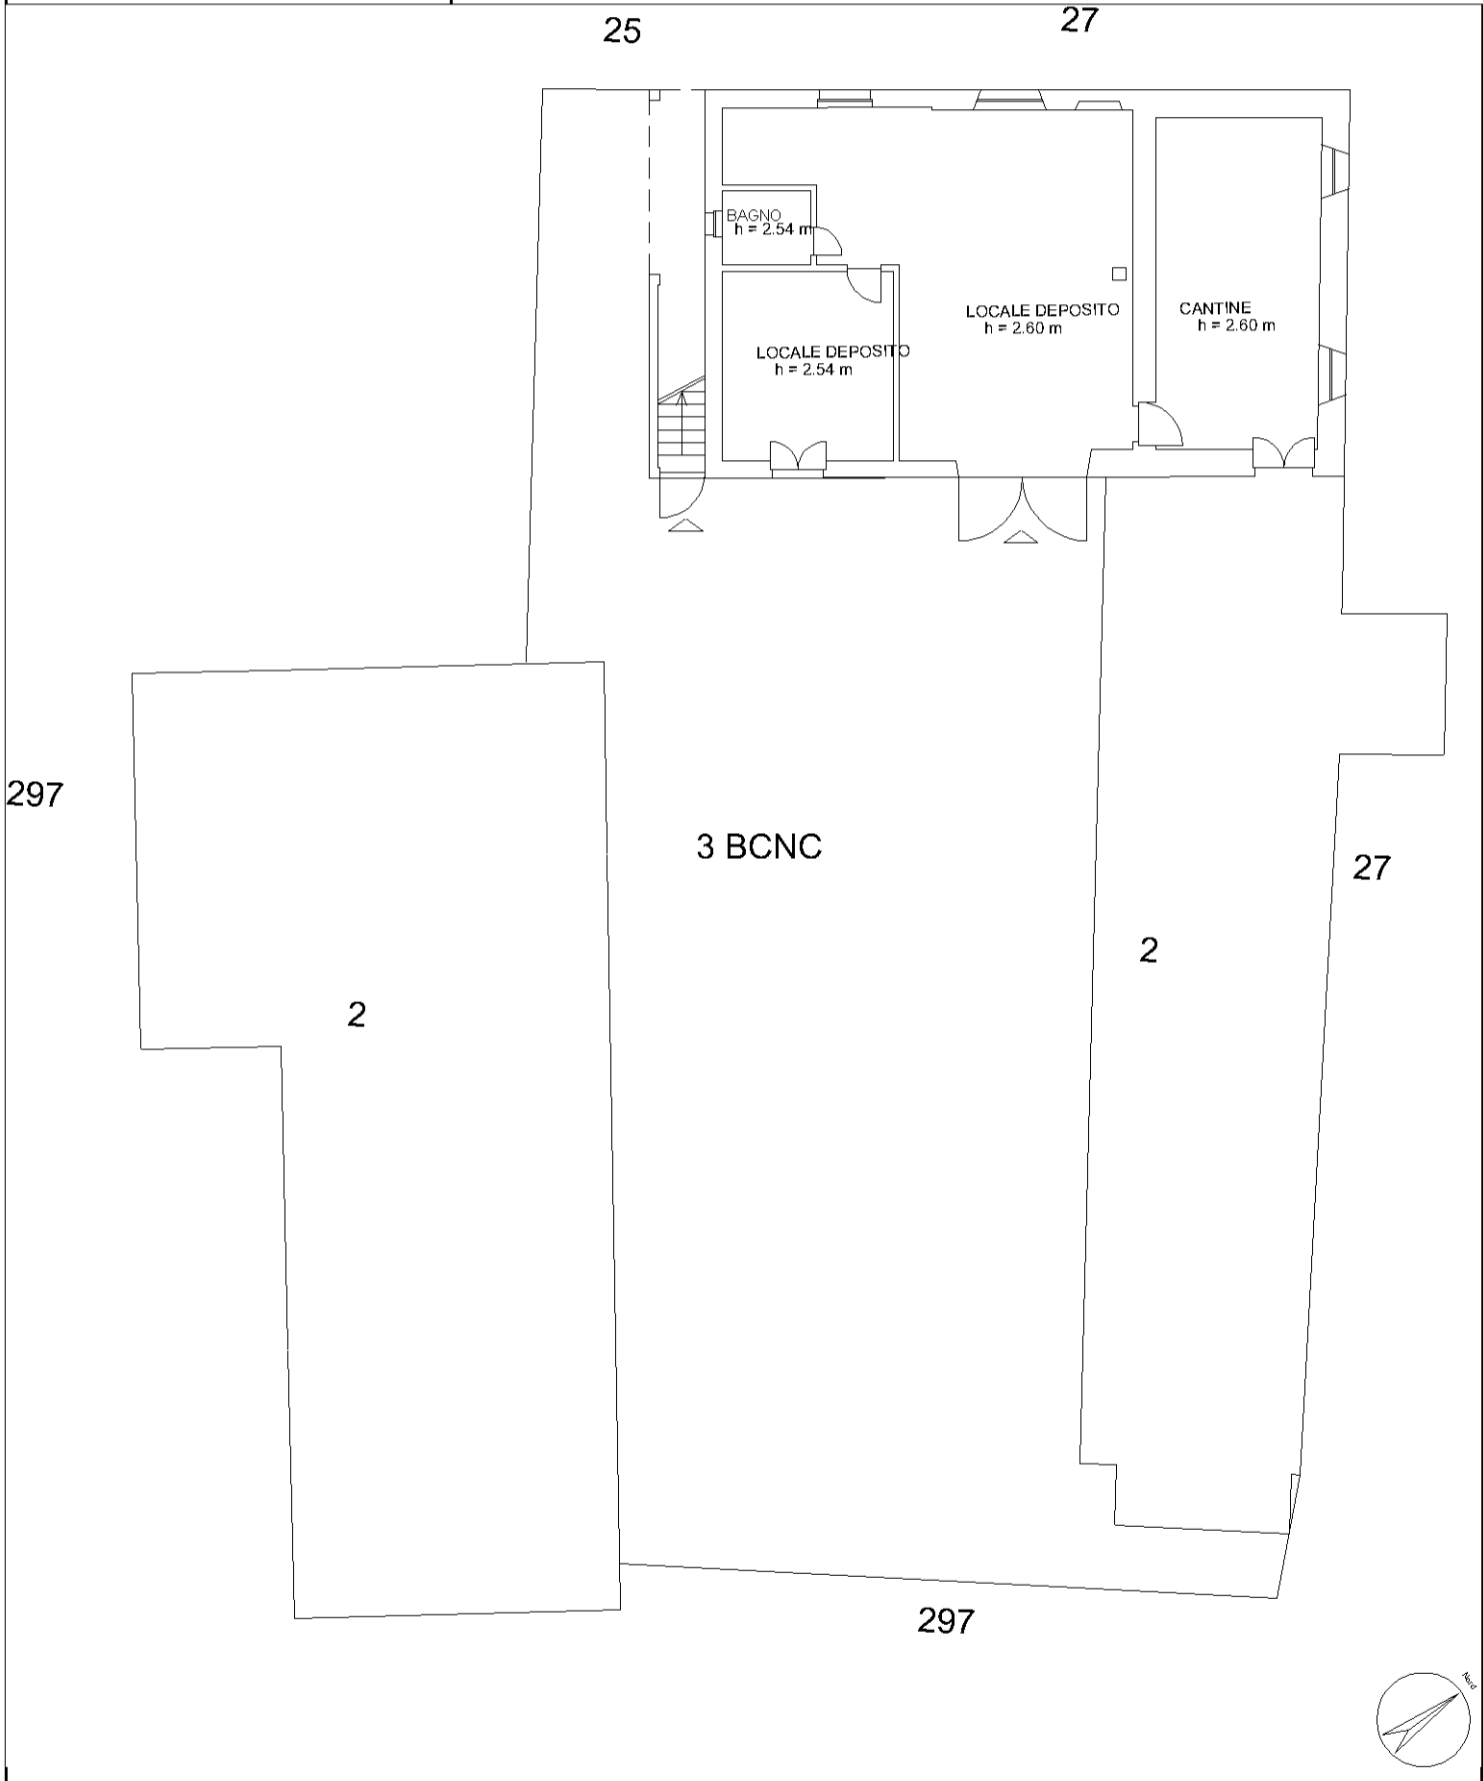 25
27
BAGNO
h = 2.54 m
LOCALE DEPOSITO
h = 2.60 m
CANTINE
h = 2.60 m
LOCALE DEPOSITO
h = 2.54 m
297
3 BCNC
27
2
2
297
Nord